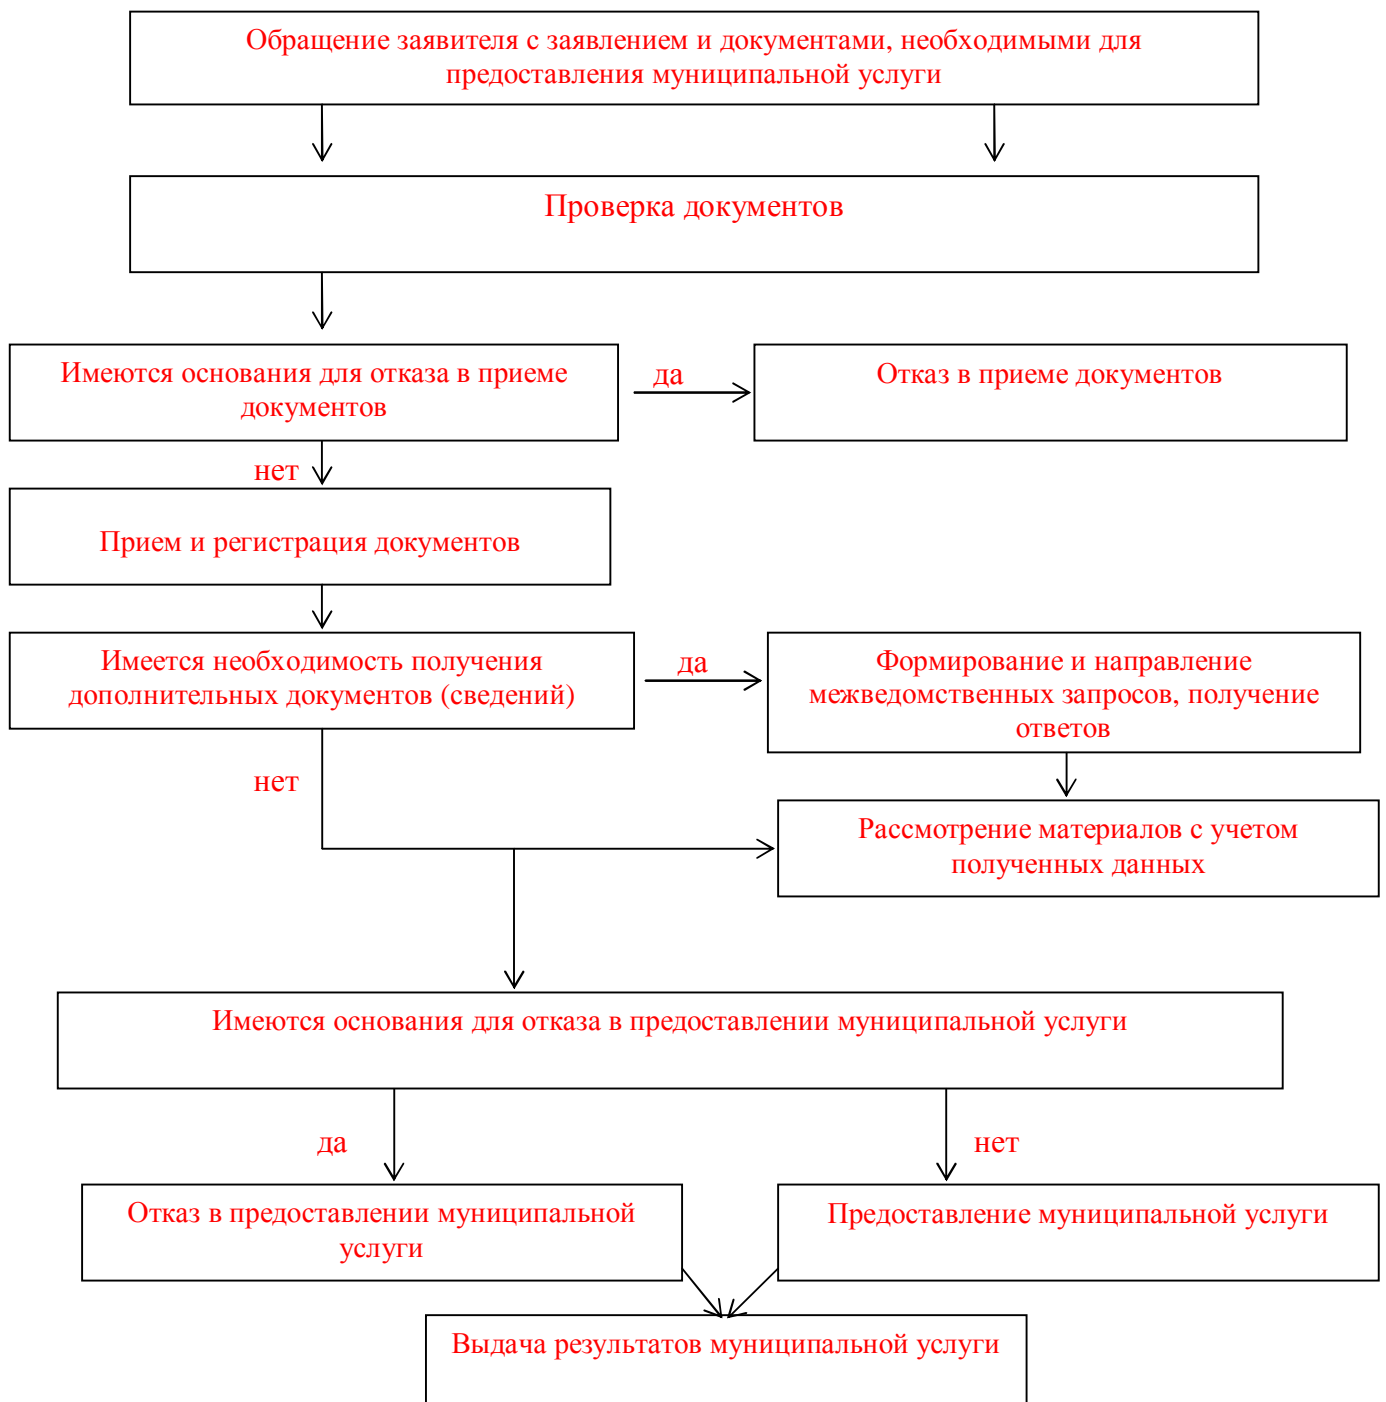 Обращение заявителя с заявлением и документами, необходимыми для
предоставления муниципальной услуги
Проверка документов
Имеются основания для отказа в приеме
документов
да
Отказ в приеме документов
нет
Прием и регистрация документов
Имеется необходимость получения
дополнительных документов (сведений)
да
Формирование и направление
межведомственных запросов, получение
ответов
нет
Рассмотрение материалов с учетом
полученных данных
Имеются основания для отказа в предоставлении муниципальной услуги
да
нет
Отказ в предоставлении муниципальной
услуги
Предоставление муниципальной услуги
Выдача результатов муниципальной услуги